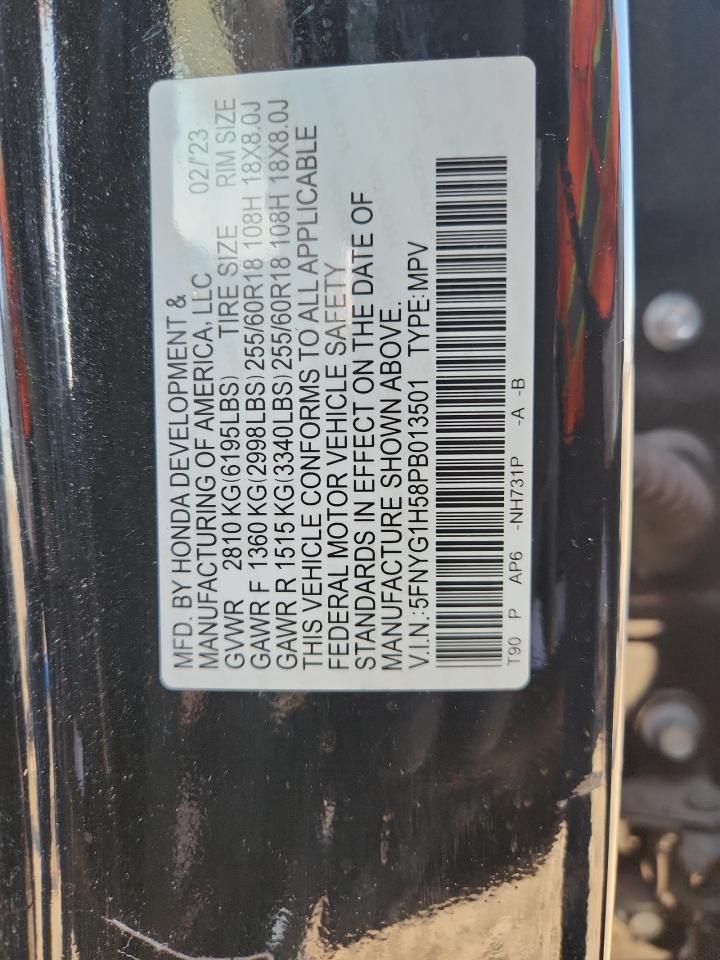 MFD. BY HONDA DEVELOPMENT &
MANUFACTURING OF AMERICA, LLC 02/'23
GVWR 2810 KG(6195LBS) TIRE SIZE RIM SIZE
GAWR F 1360 KG(2998LBS) 255/60R18 108H 18X8.0J
GAWR R 1515 KG(3340LBS) 255/60R18 108H 18X8.0J
THIS VEHICLE CONFORMS TO ALL APPLICABLE
FEDERAL MOTOR VEHICLE SAFETY
STANDARDS IN EFFECT ON THE DATE OF
MANUFACTURE SHOWN ABOVE.
V.I.N.:5FNYG1H58PB013501 TYPE:MPV
T90 P AP6 -NH731P -A -B